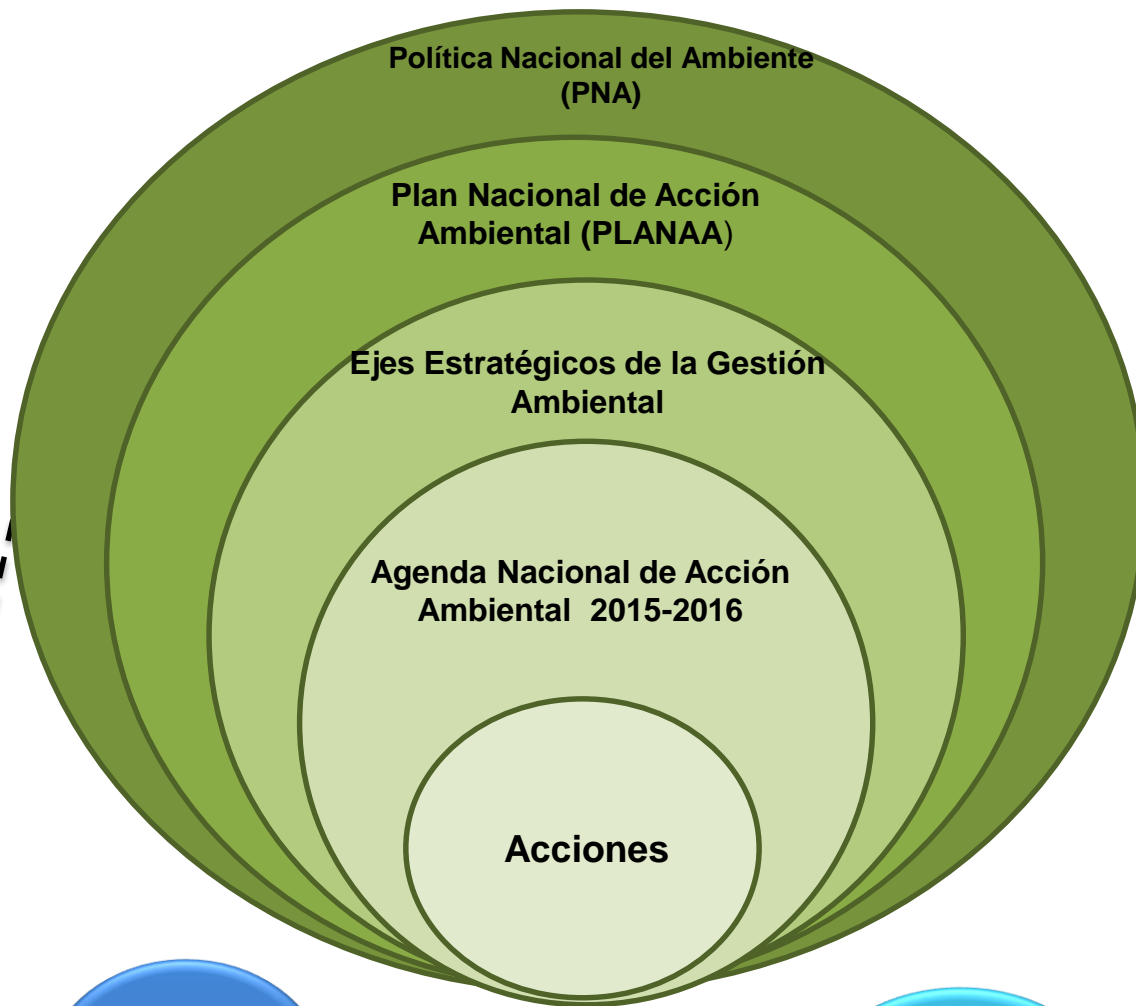 Política Nacional del Ambiente
(PNA)
Plan Nacional de Acción
Ambiental (PLANAA)
Ejes Estratégicos de la Gestión
Ambiental
Agenda Nacional de Acción
Ambiental  2015-2016
Acciones